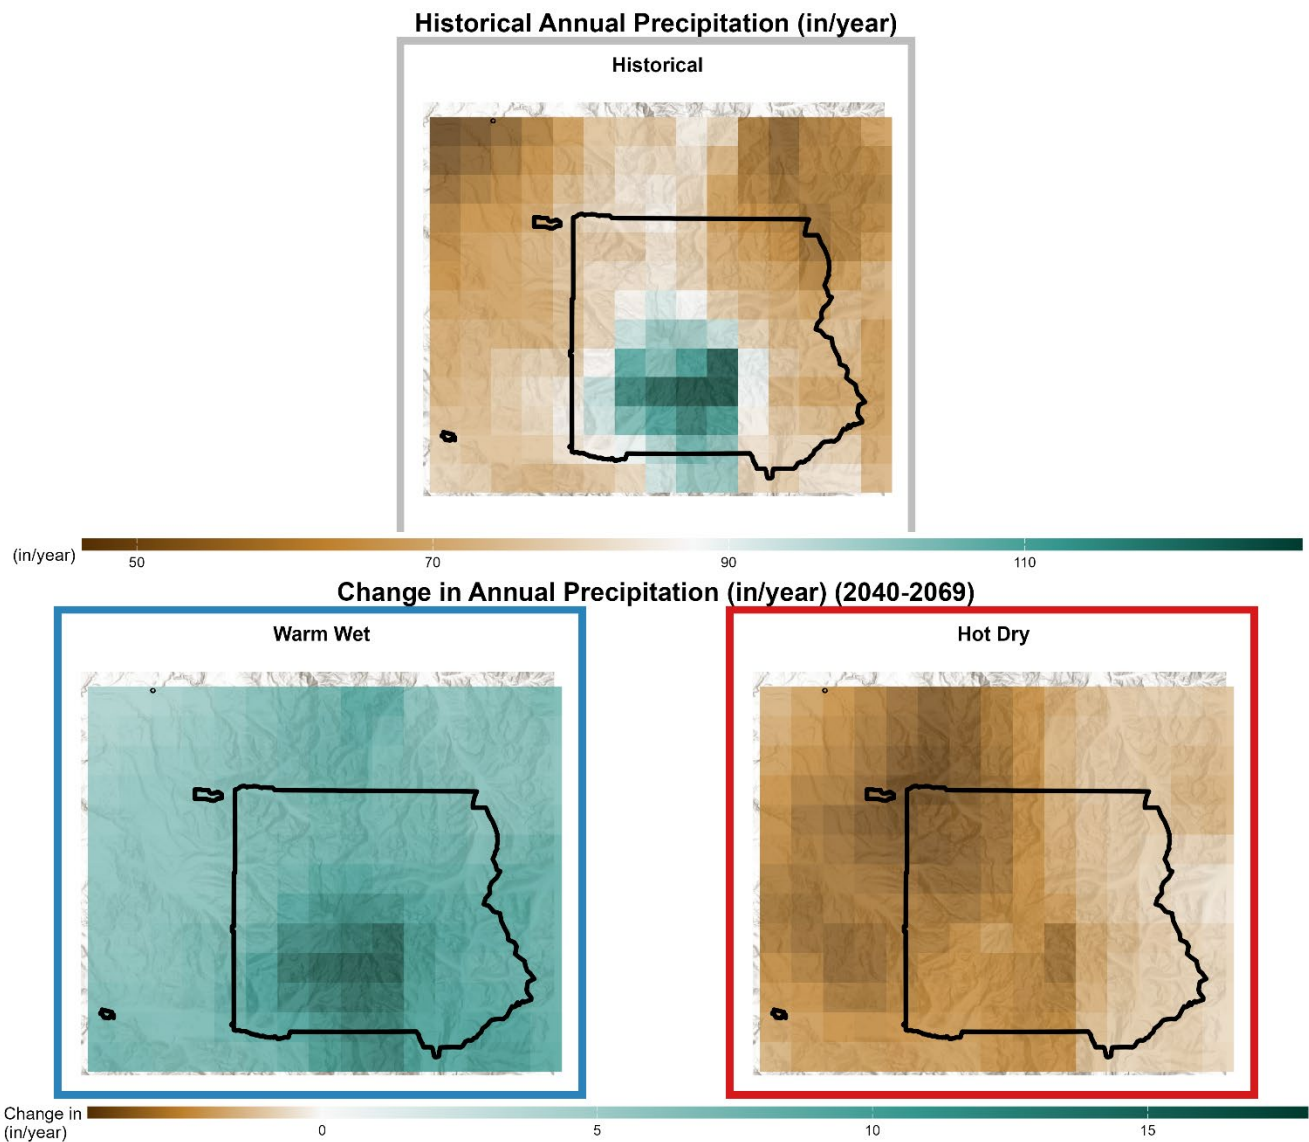 Historical Annual Precipitation (in/year)
Historical
(in/year)
50 70 90 110
Change in Annual Precipitation (in/year) (2040-2069)
Warm Wet
Hot Dry
Change in
(in/year)
0 5 10 15